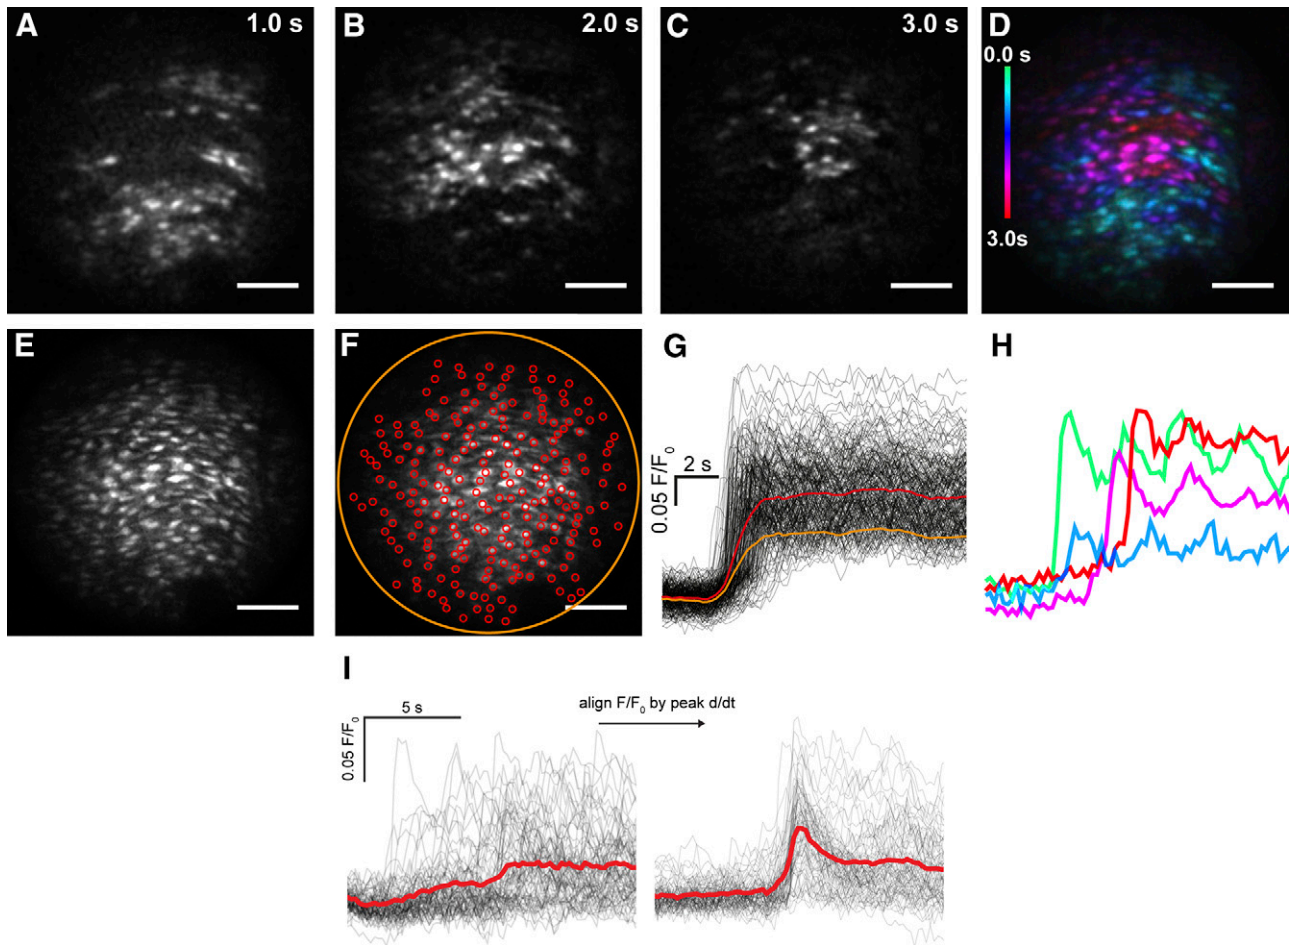 A
1.0 s
B
2.0 s
C
3.0 s
D
0.0 s
3.0s
E
F
G
2 s
0.05 F/F₀
H
I
5 s
0.05 F/F₀
align F/F₀ by peak d/dt